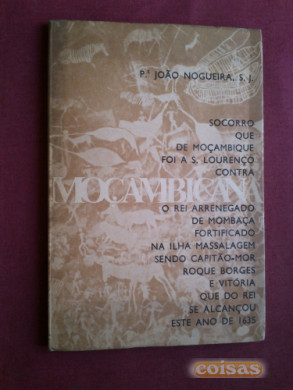 P.ᵉ JOÃO NOGUEIRA, S. J.
SOCORRO
QUE
DE MOÇAMBIQUE
FOI A S. LOURENÇO
CONTRA
MOÇAMBICANA
O REI ARRENEGADO
DE MOMBAÇA
FORTIFICADO
NA ILHA MASSALAGEM
SENDO CAPITÃO-MOR
ROQUE BORGES
E VITÓRIA
QUE DO REI
SE ALCANÇOU
ESTE ANO DE 1635
coisas